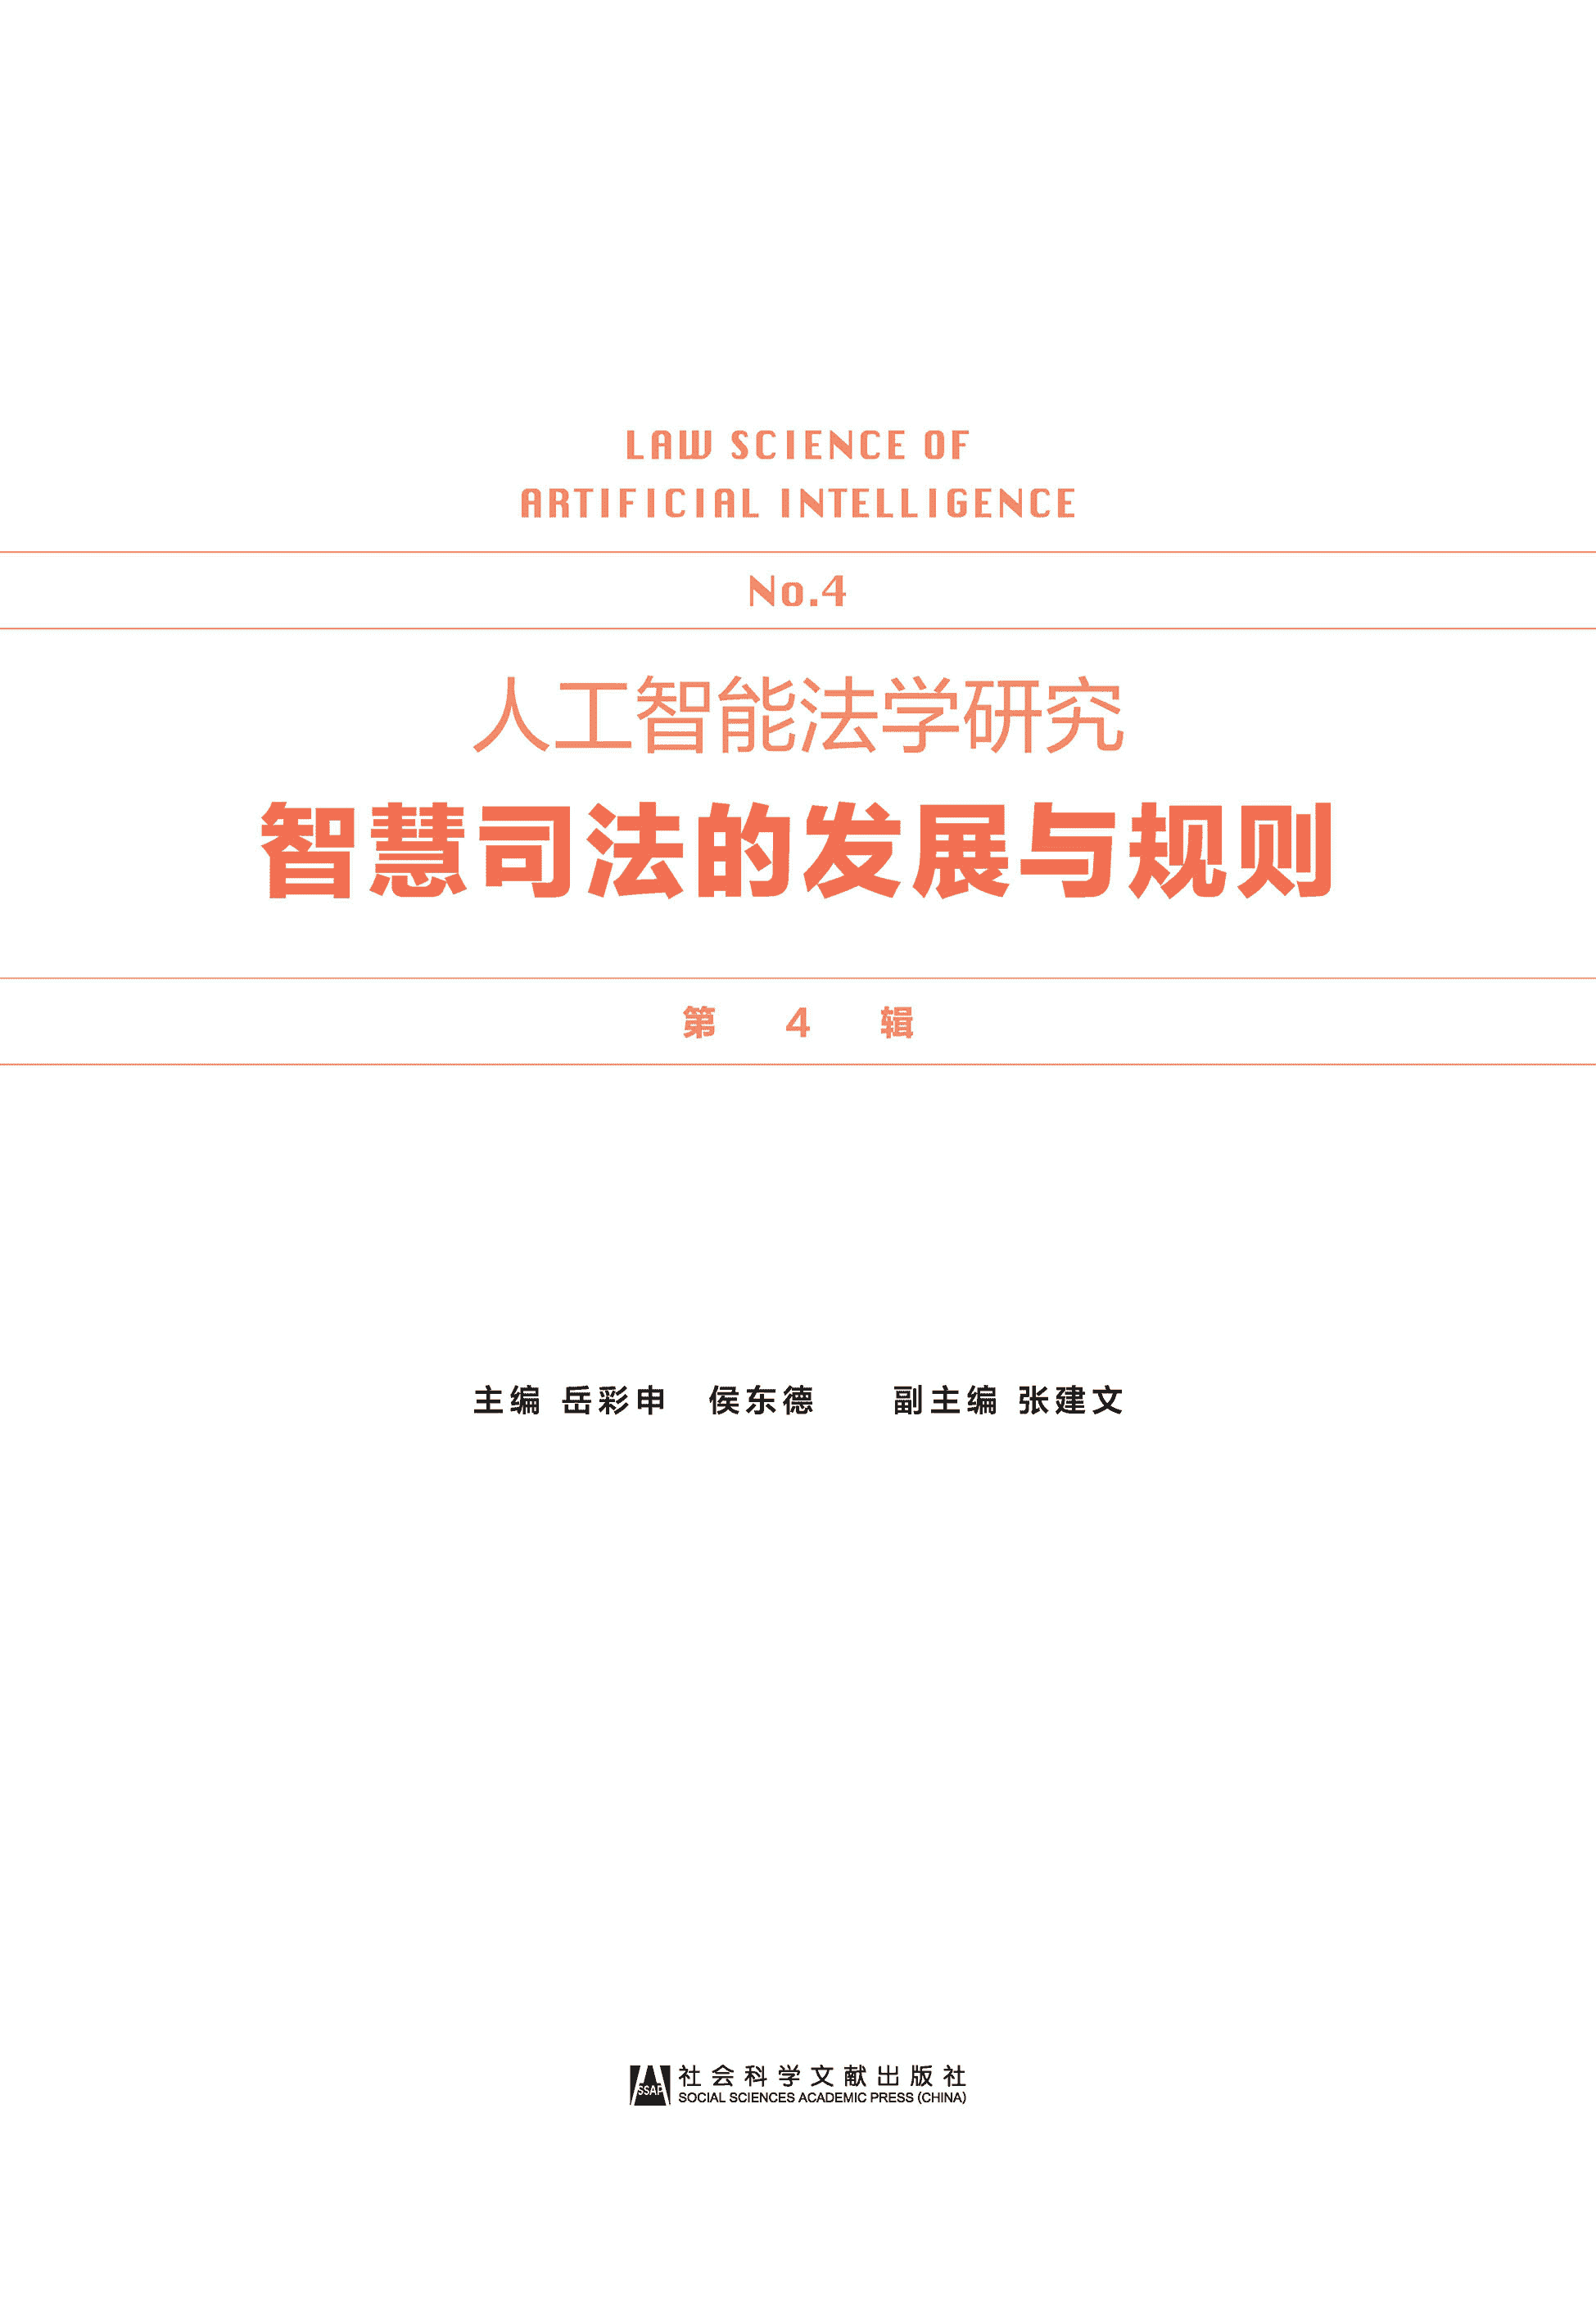 LAW SCIENCE OF
ARTIFICIAL INTELLIGENCE
No.4
人工智能法学研究
智慧司法的发展与规则
第 4 辑
主编 岳彩申 侯东德 副主编 张建文
SSAP 社会科学文献出版社
SOCIAL SCIENCES ACADEMIC PRESS (CHINA)